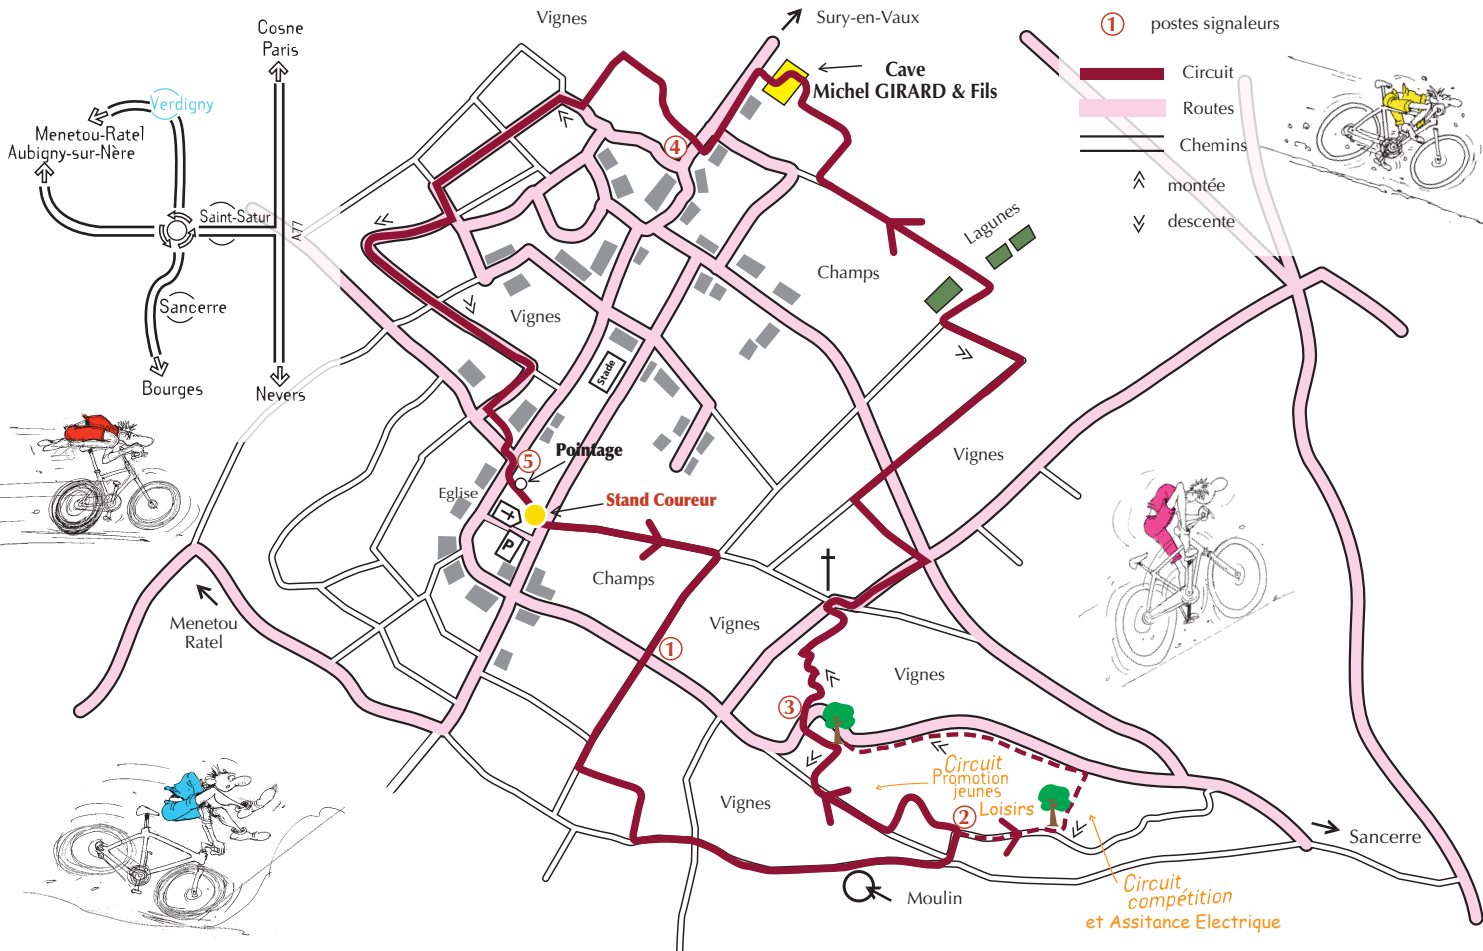 Vignes
Sury-en-Vaux
1
postes signaleurs
Cosne
Paris
Cave
Michel GIRARD & Fils
Circuit
Routes
Chemins
montée
descente
Verdigny
Menetou-Ratel
Aubigny-sur-Nère
Saint-Satur
A77
Sancerre
Bourges
Nevers
4
Lagunes
Champs
Vignes
Stade
Vignes
5
Pointage
Eglise
Stand Coureur
P
Champs
Menetou
Ratel
Vignes
1
Vignes
3
Circuit
Promotion
jeunes
Loisirs
2
Vignes
Sancerre
Circuit
compétition
et Assitance Electrique
Moulin